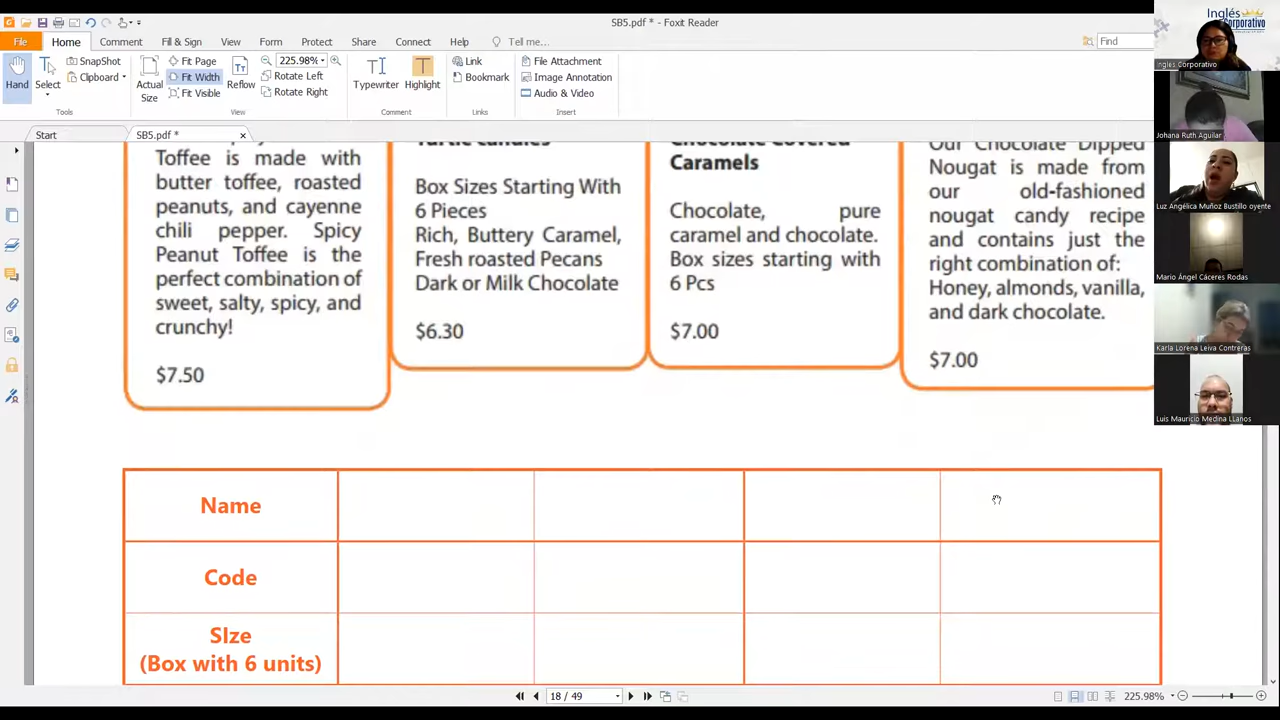 SB5.pdf * - Foxit Reader
File
Home
Comment
Fill & Sign
View
Form
Protect
Share
Connect
Help
Tell me...
Find
Hand
Select
SnapShot
Clipboard
Tools
Actual
Size
Fit Page
Fit Width
Fit Visible
Reflow
225.98%
Rotate Left
Rotate Right
View
Typewriter
Highlight
Comment
Link
Bookmark
Links
File Attachment
Image Annotation
Audio & Video
Insert
Start
SB5.pdf *
Toffee is made with
butter toffee, roasted
peanuts, and cayenne
chili pepper. Spicy
Peanut Toffee is the
perfect combination of
sweet, salty, spicy, and
crunchy!
$7.50
Turtle candies
Box Sizes Starting With
6 Pieces
Rich, Buttery Caramel,
Fresh roasted Pecans
Dark or Milk Chocolate
$6.30
Chocolate Covered
Caramels
Chocolate, pure
caramel and chocolate.
Box sizes starting with
6 Pcs
$7.00
Our Chocolate Dipped
Nougat is made from
our old-fashioned
nougat candy recipe
and contains just the
right combination of:
Honey, almonds, vanilla,
and dark chocolate.
$7.00
Name
Code
SIze
(Box with 6 units)
18 / 49
225.98%
Inglés
Corporativo
Inglés Corporativo
Johana Ruth Aguilar
Luz Angélica Muñoz Bustillo oyente
Mario Ángel Cáceres Rodas
Karla Lorena Leiva Contreras
Luis Mauricio Medina LLanos